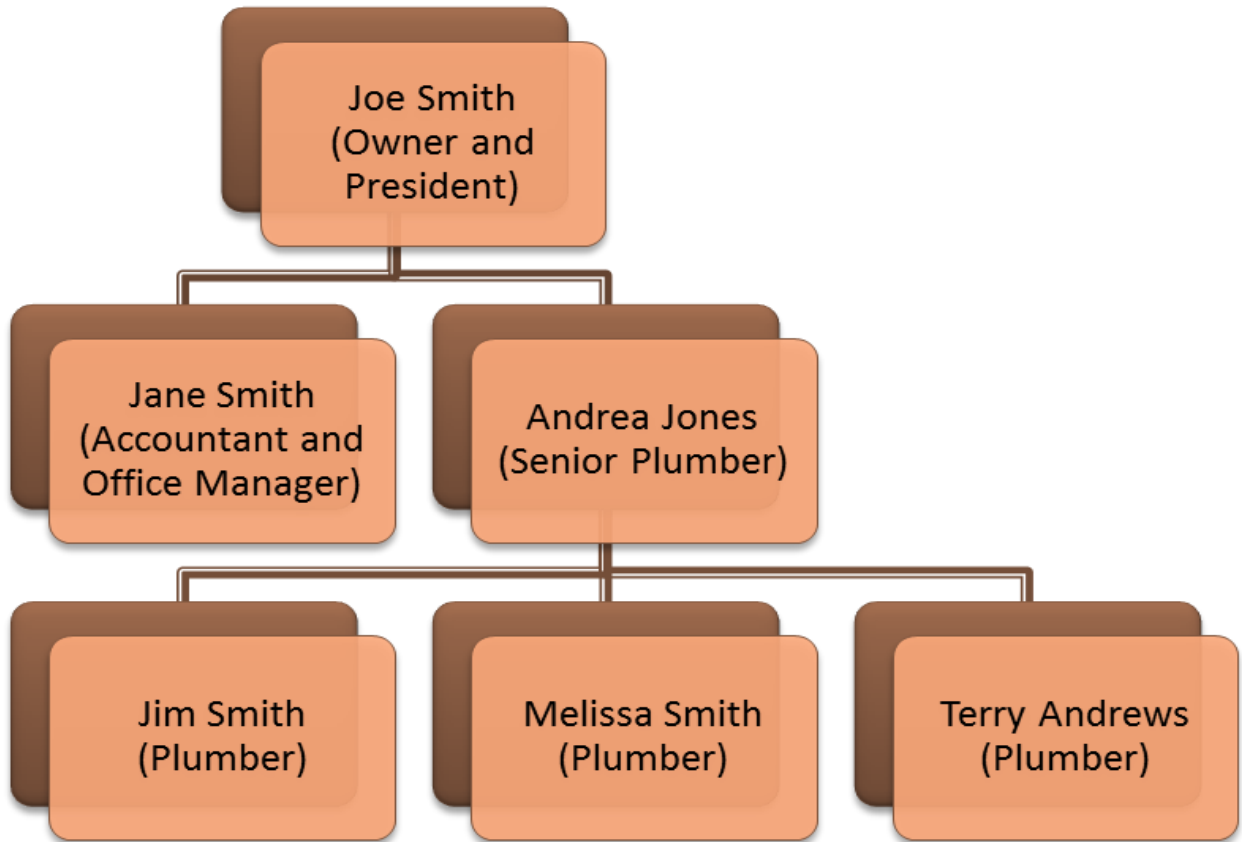 Joe Smith
(Owner and
President)
Jane Smith
(Accountant and
Office Manager)
Andrea Jones
(Senior Plumber)
Jim Smith
(Plumber)
Melissa Smith
(Plumber)
Terry Andrews
(Plumber)